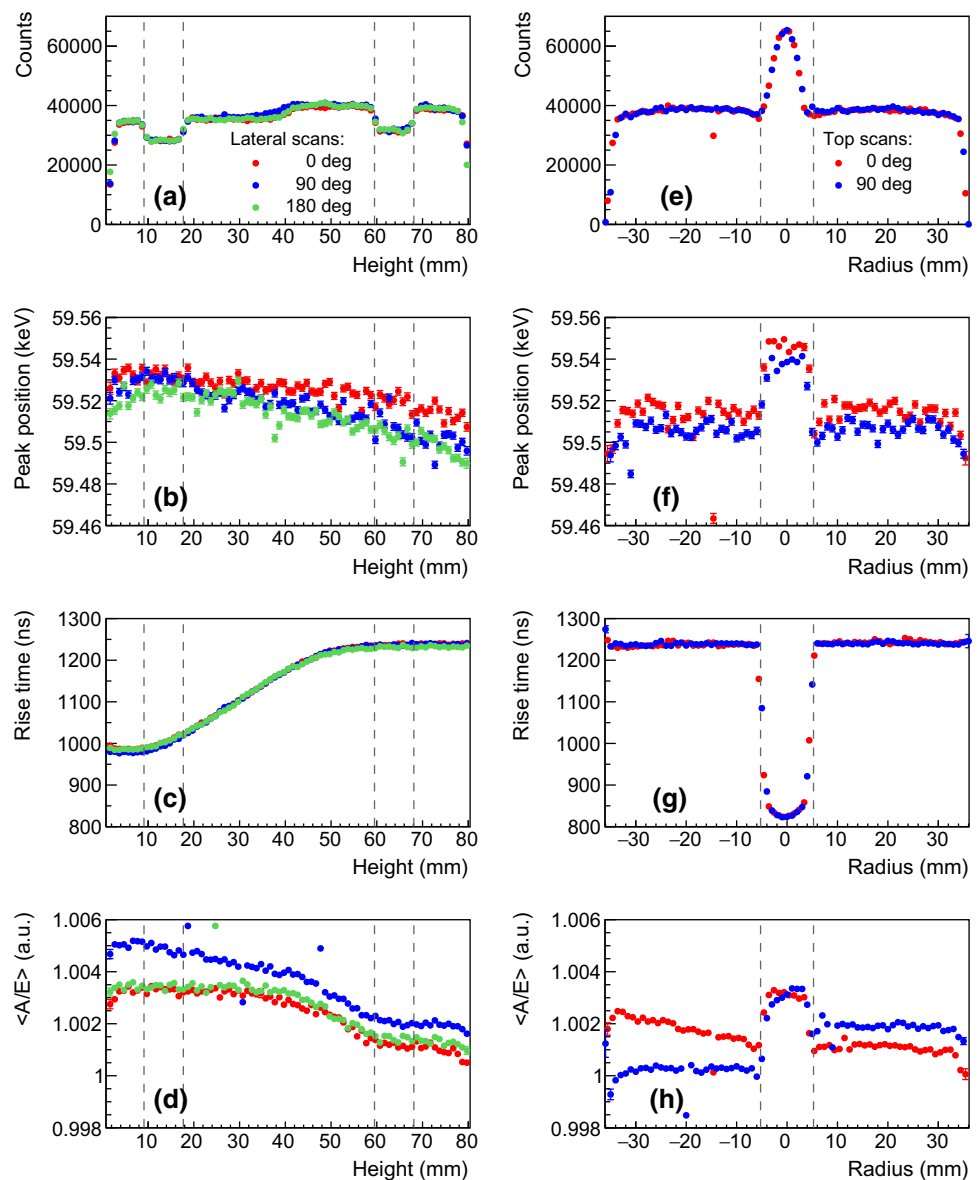 Counts
60000
40000
20000
0
Lateral scans:
0 deg
90 deg
180 deg
(a)
10 20 30 40 50 60 70 80
Height (mm)
Counts
60000
40000
20000
0
Top scans:
0 deg
90 deg
(e)
−30 −20 −10 0 10 20 30
Radius (mm)
Peak position (keV)
59.56
59.54
59.52
59.5
59.48
59.46
(b)
10 20 30 40 50 60 70 80
Height (mm)
Peak position (keV)
59.56
59.54
59.52
59.5
59.48
59.46
(f)
−30 −20 −10 0 10 20 30
Radius (mm)
Rise time (ns)
1300
1200
1100
1000
900
800
(c)
10 20 30 40 50 60 70 80
Height (mm)
Rise time (ns)
1300
1200
1100
1000
900
800
(g)
−30 −20 −10 0 10 20 30
Radius (mm)
<A/E> (a.u.)
1.006
1.004
1.002
1
0.998
(d)
10 20 30 40 50 60 70 80
Height (mm)
<A/E> (a.u.)
1.006
1.004
1.002
1
0.998
(h)
−30 −20 −10 0 10 20 30
Radius (mm)